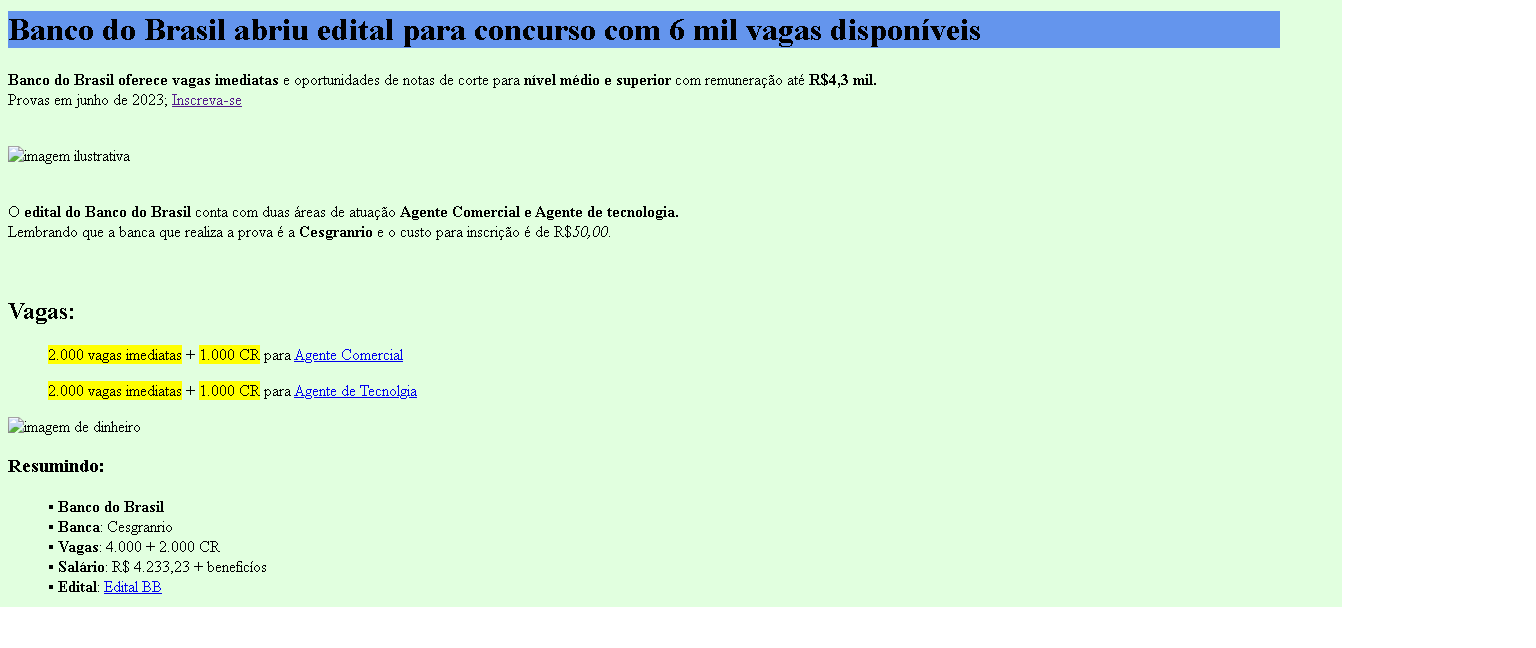 Banco do Brasil abriu edital para concurso com 6 mil vagas disponíveis
Banco do Brasil oferece vagas imediatas e oportunidades de notas de corte para nível médio e superior com remuneração até R$4,3 mil.
Provas em junho de 2023; Inscreva-se
imagem ilustrativa
O edital do Banco do Brasil conta com duas áreas de atuação Agente Comercial e Agente de tecnologia.
Lembrando que a banca que realiza a prova é a Cesgranrio e o custo para inscrição é de R$50,00.
Vagas:
2.000 vagas imediatas + 1.000 CR para Agente Comercial
2.000 vagas imediatas + 1.000 CR para Agente de Tecnolgia
imagem de dinheiro
Resumindo:
▪ Banco do Brasil
▪ Banca: Cesgranrio
▪ Vagas: 4.000 + 2.000 CR
▪ Salário: R$ 4.233,23 + beneficíos
▪ Edital: Edital BB